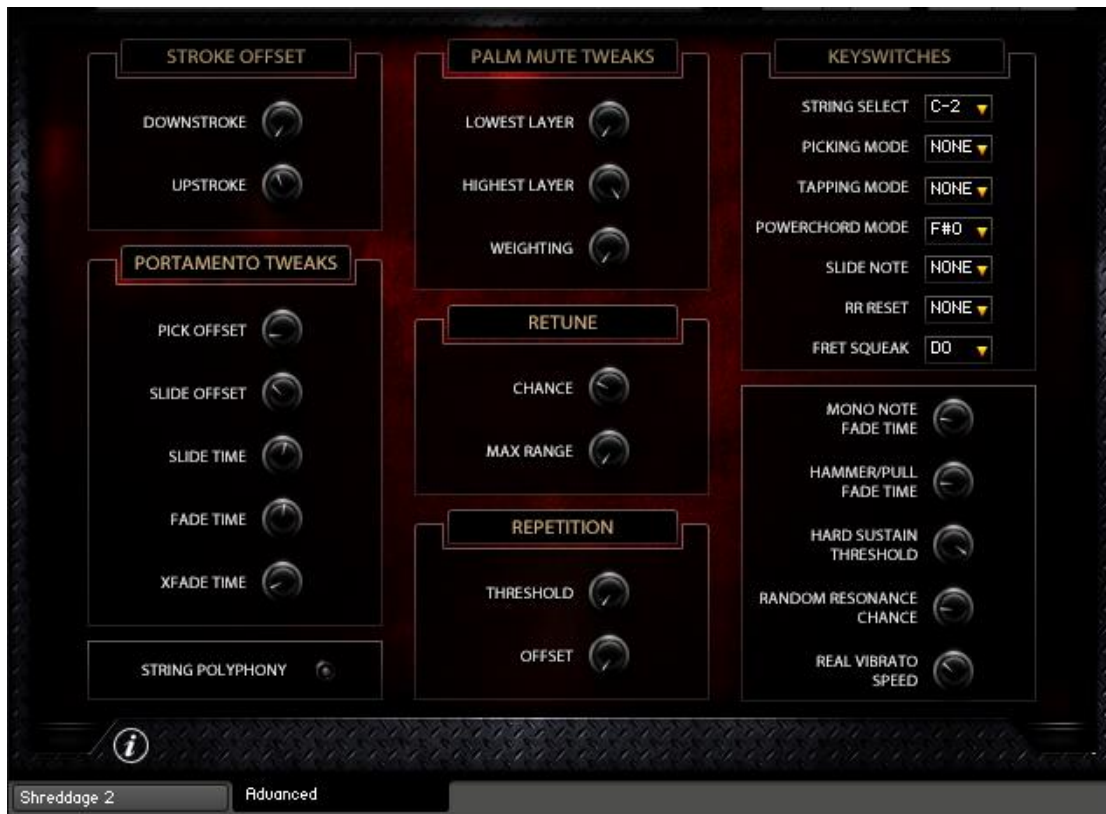 STROKE OFFSET
DOWNSTROKE
UPSTROKE
PORTAMENTO TWEAKS
PICK OFFSET
SLIDE OFFSET
SLIDE TIME
FADE TIME
XFADE TIME
STRING POLYPHONY
PALM MUTE TWEAKS
LOWEST LAYER
HIGHEST LAYER
WEIGHTING
RETUNE
CHANCE
MAX RANGE
REPETITION
THRESHOLD
OFFSET
KEYSWITCHES
STRING SELECT C-2
PICKING MODE NONE
TAPPING MODE NONE
POWERCHORD MODE F#0
SLIDE NOTE NONE
RR RESET NONE
FRET SQUEAK D0
MONO NOTE
FADE TIME
HAMMER/PULL
FADE TIME
HARD SUSTAIN
THRESHOLD
RANDOM RESONANCE
CHANCE
REAL VIBRATO
SPEED
i
Shreddage 2 Advanced